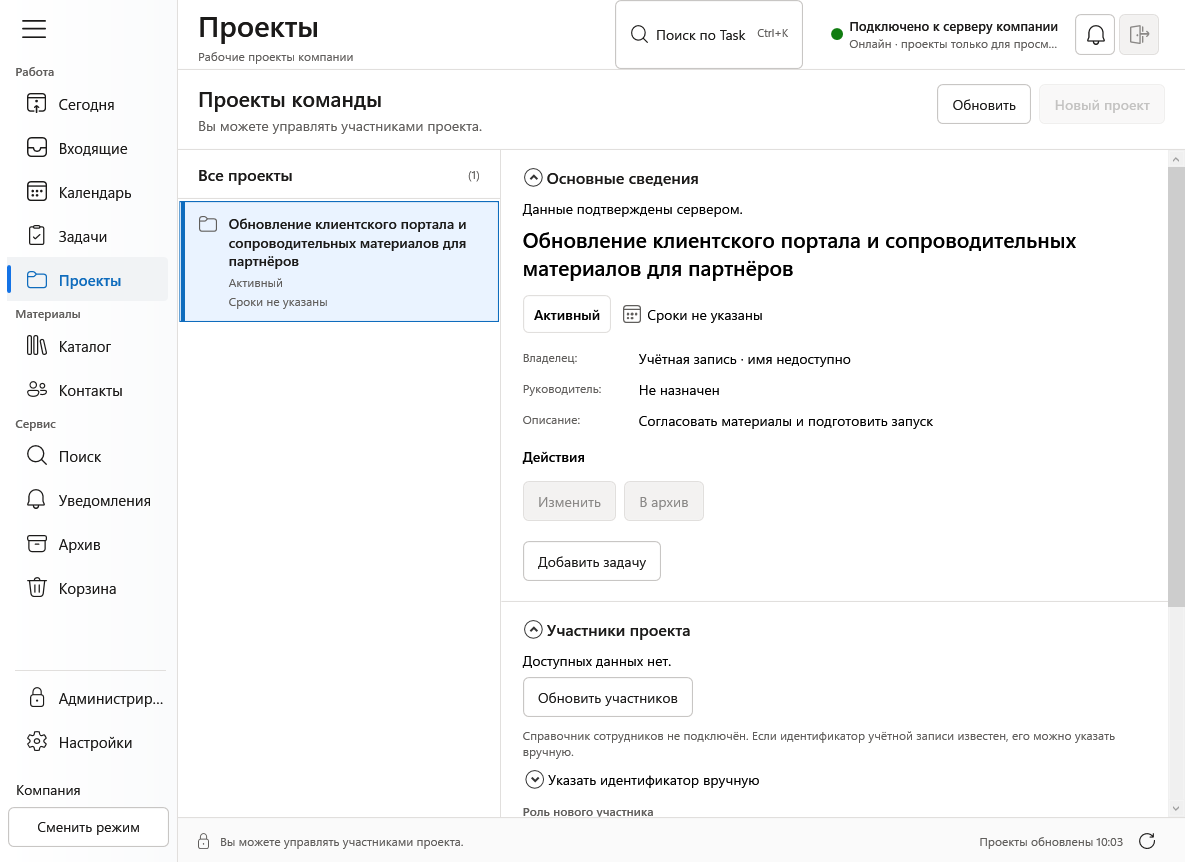 Работа
Сегодня
Входящие
Календарь
Задачи
Проекты
Материалы
Каталог
Контакты
Сервис
Поиск
Уведомления
Архив
Корзина
Администрир...
Настройки
Компания
Сменить режим
Проекты
Рабочие проекты компании
Поиск по Task Ctrl+K
Подключено к серверу компании
Онлайн · проекты только для просм...
Проекты команды
Вы можете управлять участниками проекта.
Обновить
Новый проект
Все проекты (1)
Обновление клиентского портала и
сопроводительных материалов для
партнёров
Активный
Сроки не указаны
Основные сведения
Данные подтверждены сервером.
Обновление клиентского портала и сопроводительных
материалов для партнёров
Активный Сроки не указаны
Владелец: Учётная запись · имя недоступно
Руководитель: Не назначен
Описание: Согласовать материалы и подготовить запуск
Действия
Изменить В архив
Добавить задачу
Участники проекта
Доступных данных нет.
Обновить участников
Справочник сотрудников не подключён. Если идентификатор учётной записи известен, его можно указать
вручную.
Указать идентификатор вручную
Роль нового участника
Вы можете управлять участниками проекта.
Проекты обновлены 10:03